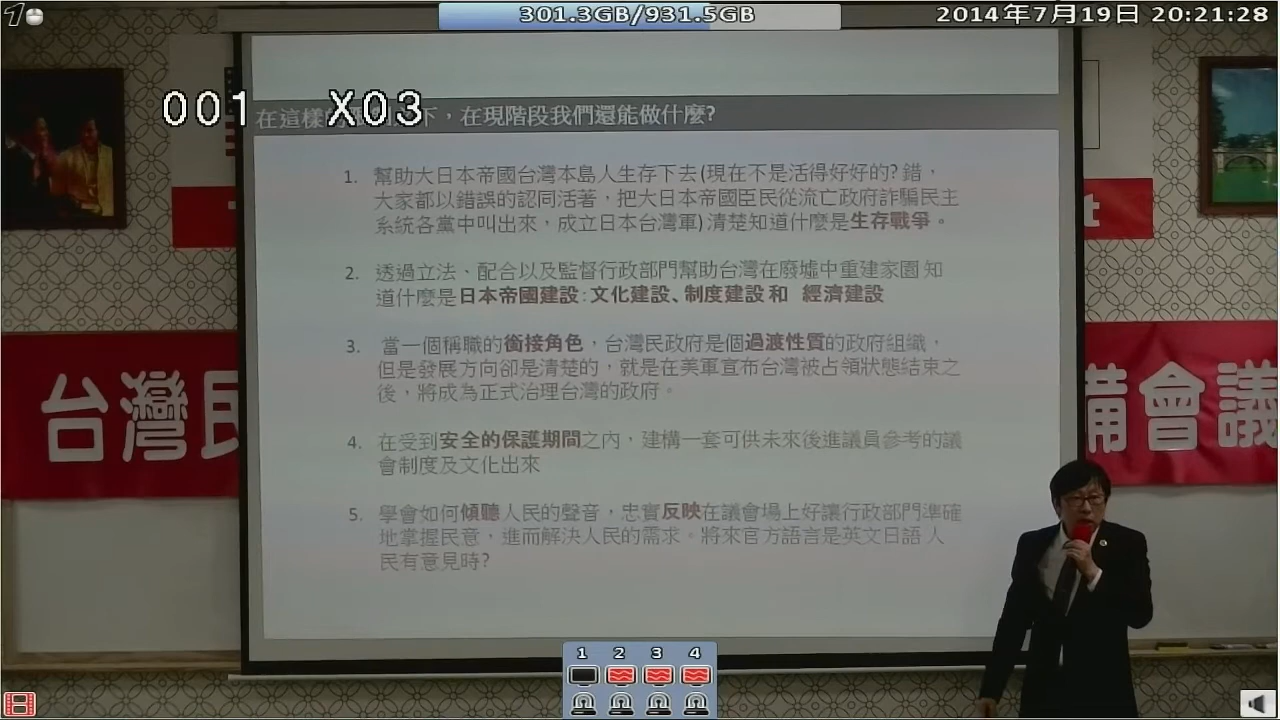 301.3GB/931.5GB
2014年7月19日 20:21:28
001 X03
在這樣的 下，在現階段我們還能做什麼?
1. 幫助大日本帝國台灣本島人生存下去(現在不是活得好好的?錯，
大家都以錯誤的認同活著，把大日本帝國臣民從流亡政府詐騙民主
系統各黨中叫出來，成立日本台灣軍)清楚知道什麼是生存戰爭。
2. 透過立法、配合以及監督行政部門幫助台灣在廢墟中重建家園 知
道什麼是日本帝國建設:文化建設、制度建設 和 經濟建設
3. 當一個稱職的銜接角色，台灣民政府是個過渡性質的政府組織，
但是發展方向卻是清楚的，就是在美軍宣布台灣被占領狀態結束之
後，將成為正式治理台灣的政府。
4. 在受到安全的保護期間之內，建構一套可供未來後進議員參考的議
會制度及文化出來
5. 學會如何傾聽人民的聲音，忠實反映在議會場上好讓行政部門準確
地掌握民意，進而解決人民的需求。將來官方語言是英文日語 人
民有意見時?
台灣民
備會議
1 2 3 4